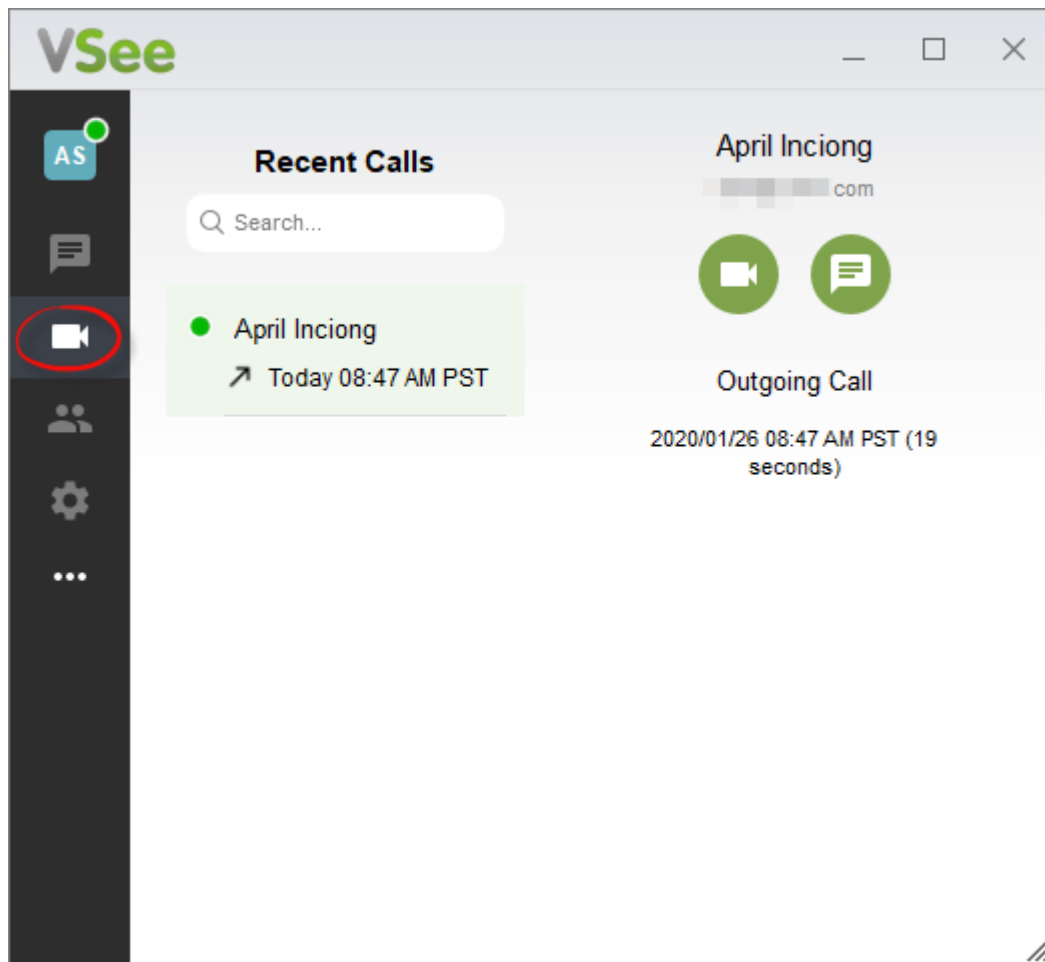 VSee
AS
Recent Calls
Search...
April Inciong
Today 08:47 AM PST
April Inciong
com
Outgoing Call
2020/01/26 08:47 AM PST (19
seconds)